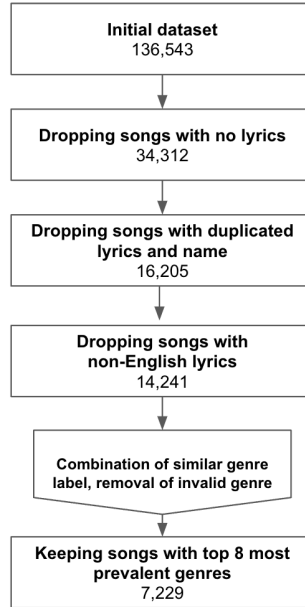 Initial dataset
136,543
Dropping songs with no lyrics
34,312
Dropping songs with duplicated
lyrics and name
16,205
Dropping songs with
non-English lyrics
14,241
Combination of similar genre
label, removal of invalid genre
Keeping songs with top 8 most
prevalent genres
7,229